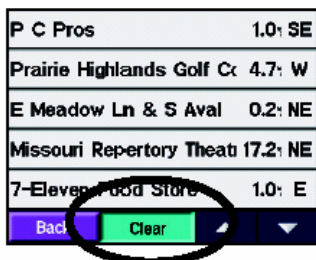 P C Pros 1.0 SE
Prairie Highlands Golf Co 4.7 W
E Meadow Ln & S Aval 0.2 NE
Missouri Repertory Theat 17.2 NE
7-Eleven Food Store 1.0 E
Back Clear